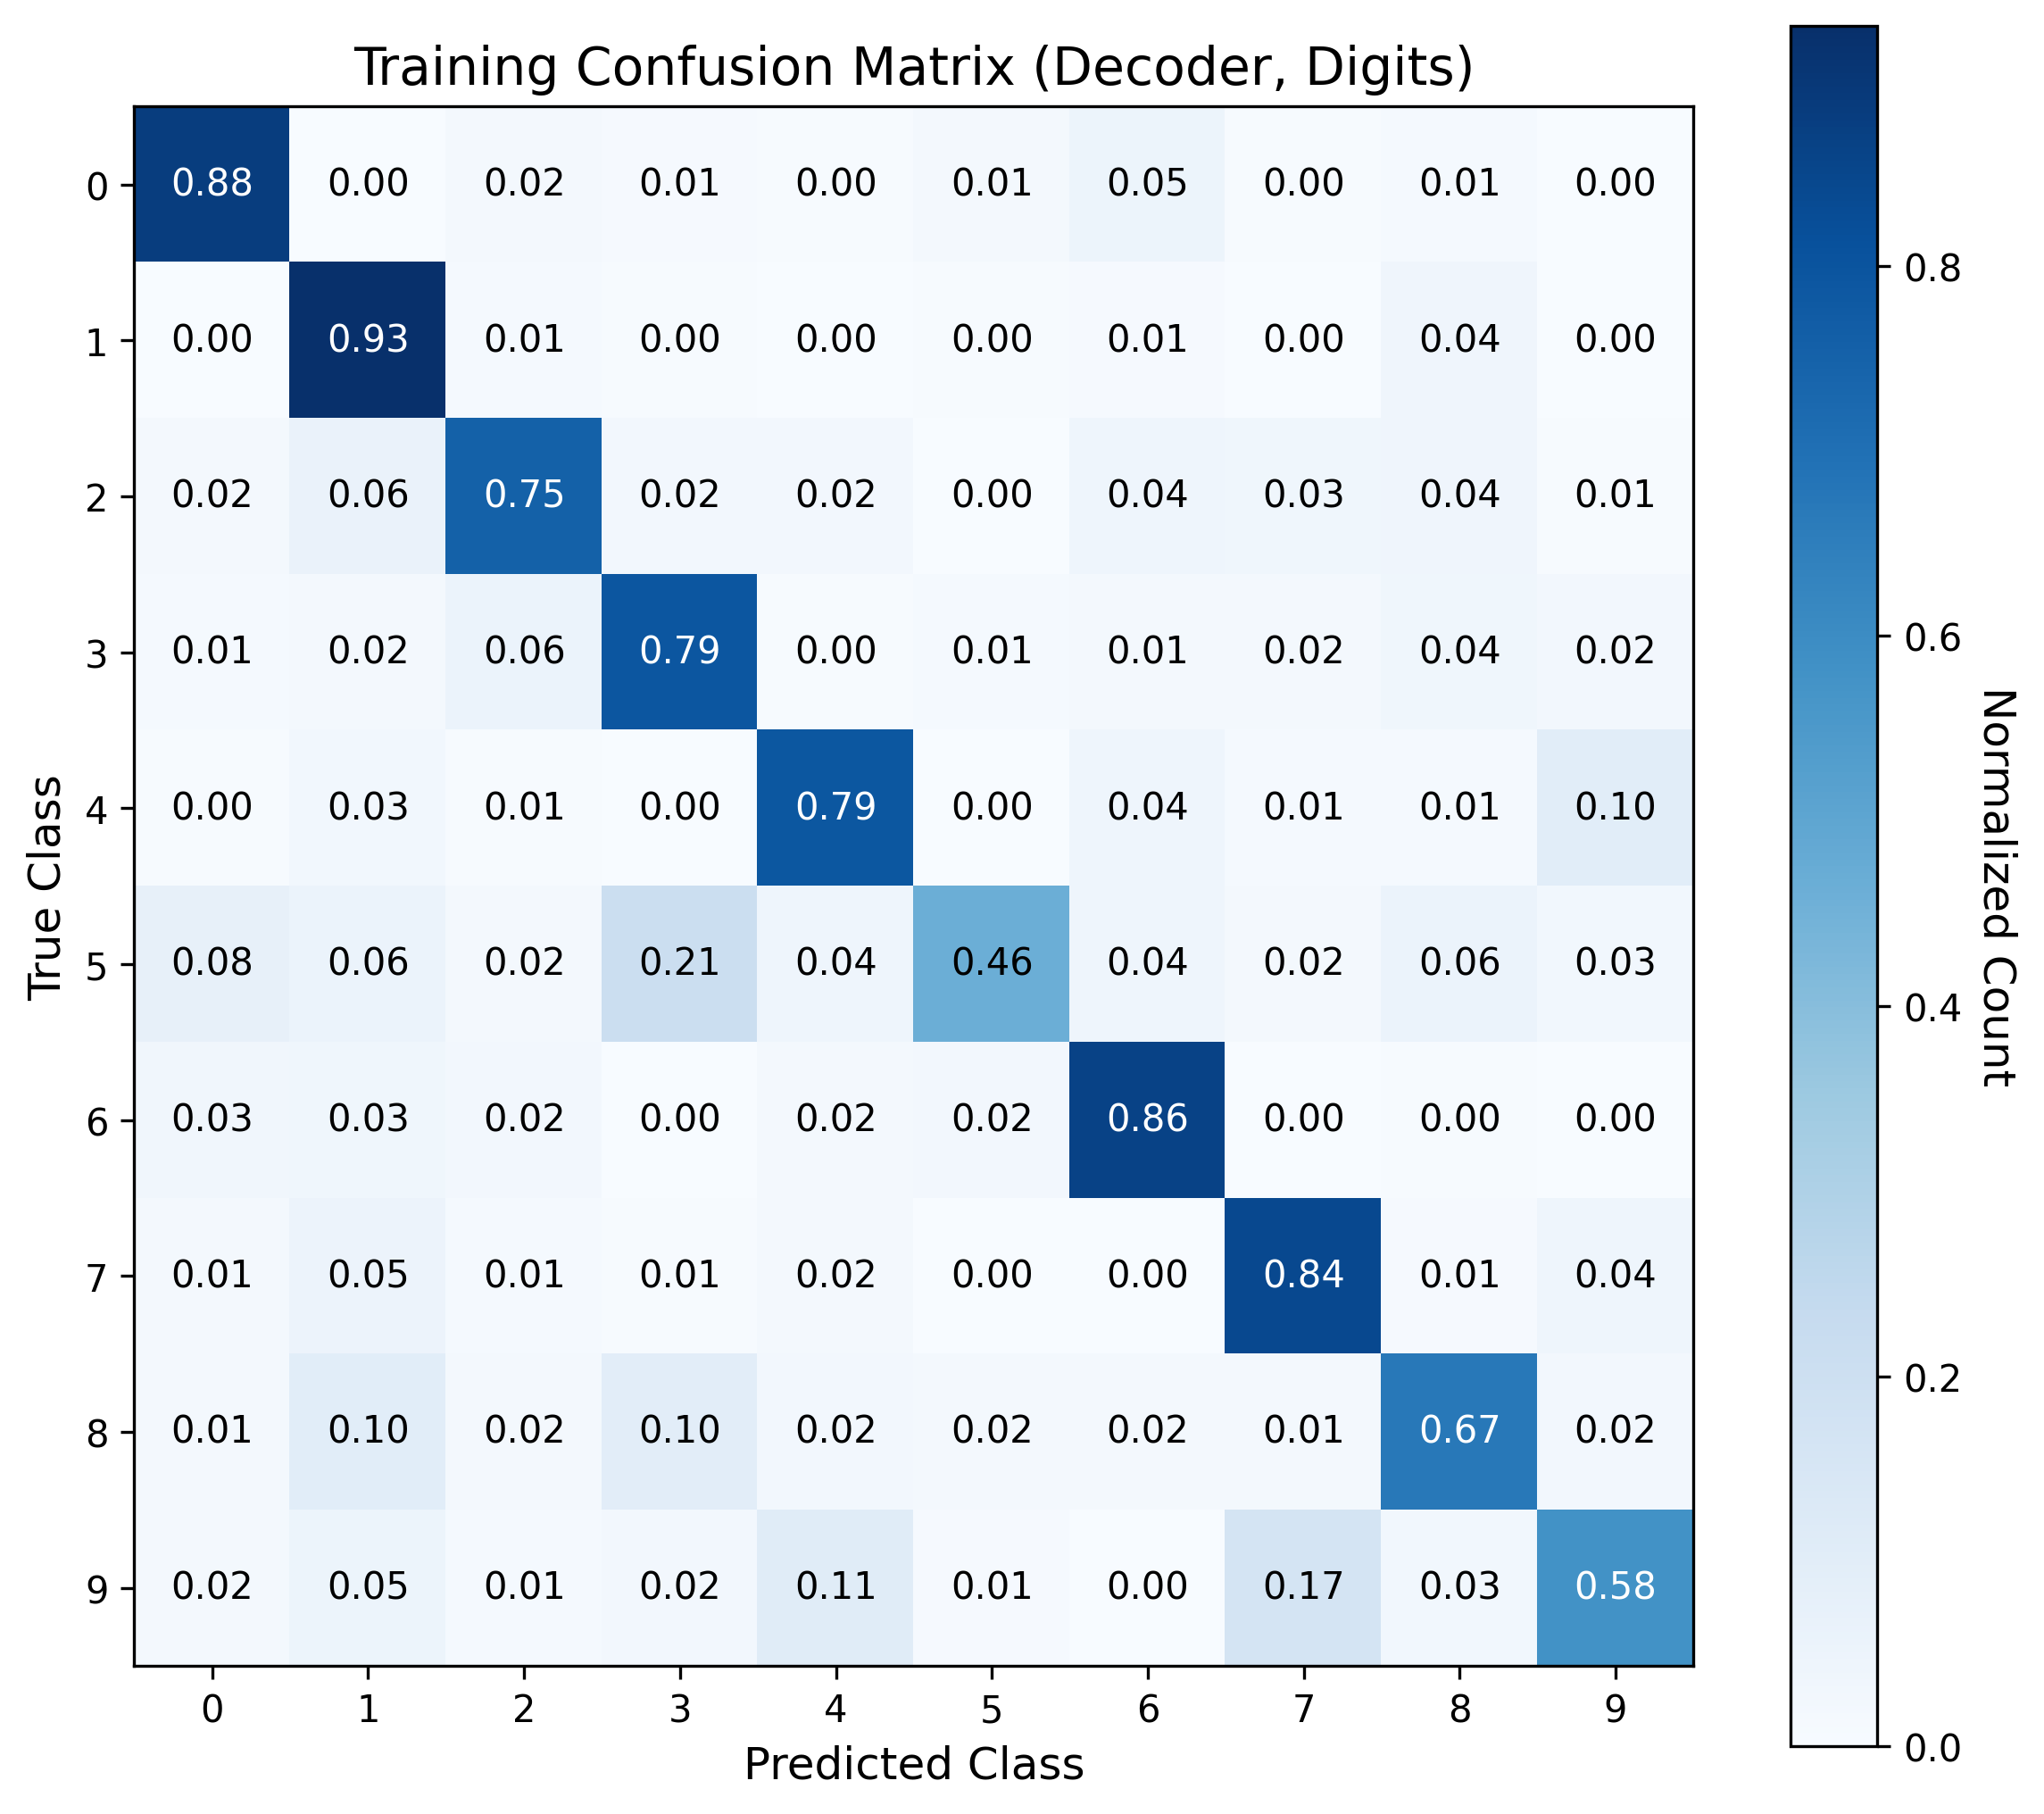 Training Confusion Matrix (Decoder, Digits)
0 0.88 0.00 0.02 0.01 0.00 0.01 0.05 0.00 0.01 0.00
1 0.00 0.93 0.01 0.00 0.00 0.00 0.01 0.00 0.04 0.00
2 0.02 0.06 0.75 0.02 0.02 0.00 0.04 0.03 0.04 0.01
3 0.01 0.02 0.06 0.79 0.00 0.01 0.01 0.02 0.04 0.02
4 0.00 0.03 0.01 0.00 0.79 0.00 0.04 0.01 0.01 0.10
5 0.08 0.06 0.02 0.21 0.04 0.46 0.04 0.02 0.06 0.03
6 0.03 0.03 0.02 0.00 0.02 0.02 0.86 0.00 0.00 0.00
7 0.01 0.05 0.01 0.01 0.02 0.00 0.00 0.84 0.01 0.04
8 0.01 0.10 0.02 0.10 0.02 0.02 0.02 0.01 0.67 0.02
9 0.02 0.05 0.01 0.02 0.11 0.01 0.00 0.17 0.03 0.58
0 1 2 3 4 5 6 7 8 9
Predicted Class
True Class
0.8
0.6
0.4
0.2
0.0
Normalized Count